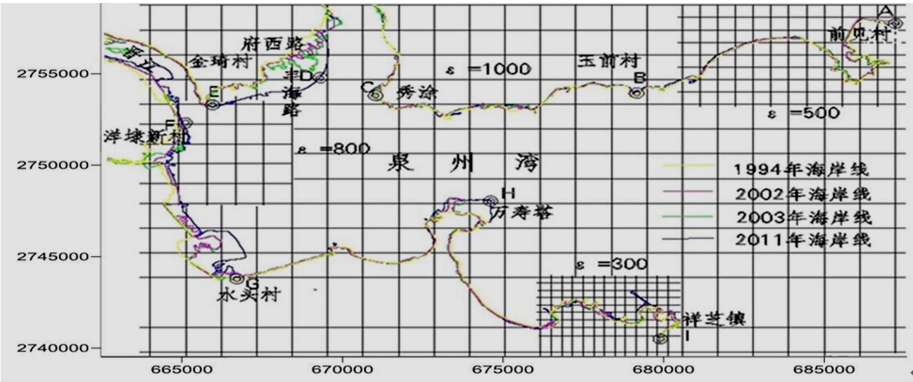 A
前见村
府西路
2755000
金琦村
丰海路
D
ε =1000
玉前村
B
C
秀涂
E
ε =500
F
洋埭新村
ε =800
2750000
泉州湾
1994年海岸线
2002年海岸线
2003年海岸线
2011年海岸线
H
万寿塔
2745000
ε =300
G
水头村
祥芝镇
I
2740000
665000 670000 675000 680000 685000